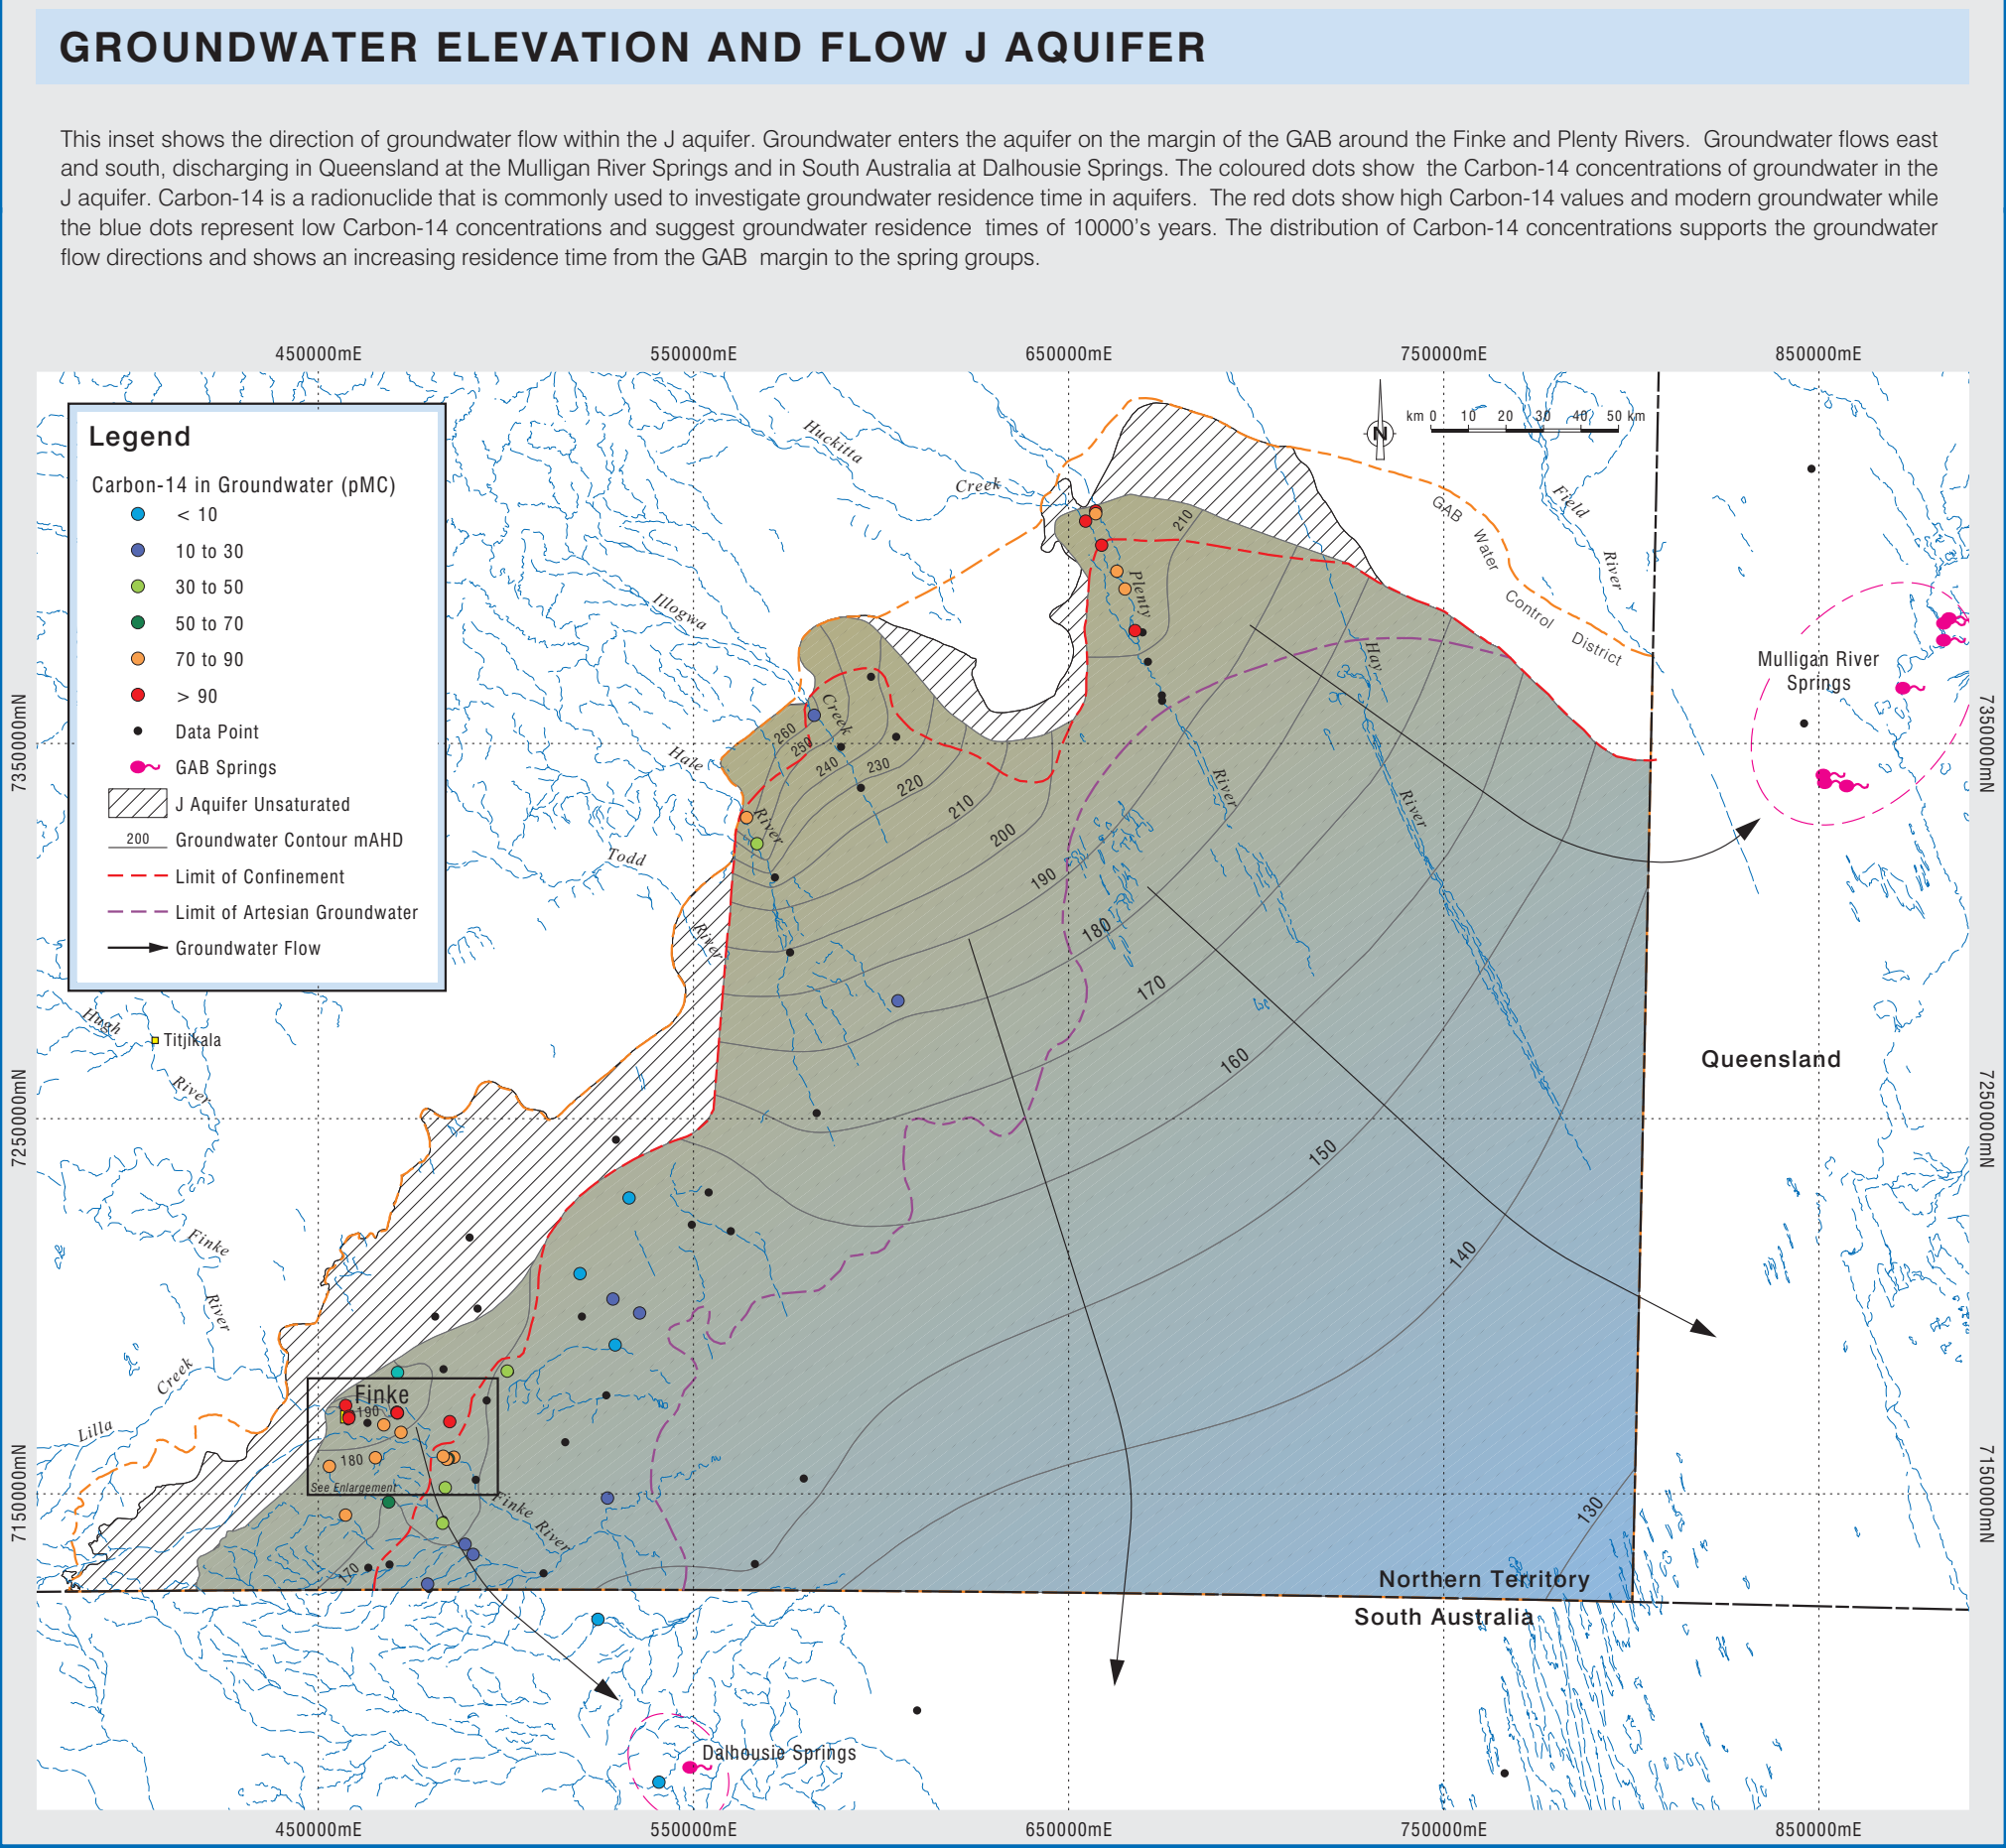 GROUNDWATER ELEVATION AND FLOW J AQUIFER
This inset shows the direction of groundwater flow within the J aquifer. Groundwater enters the aquifer on the margin of the GAB around the Finke and Plenty Rivers.  Groundwater flows east
and south, discharging in Queensland at the Mulligan River Springs and in South Australia at Dalhousie Springs. The coloured dots show  the Carbon-14 concentrations of groundwater in the
J aquifer. Carbon-14 is a radionuclide that is commonly used to investigate groundwater residence time in aquifers.  The red dots show high Carbon-14 values and modern groundwater while
the blue dots represent low Carbon-14 concentrations and suggest groundwater residence  times of 10000's years. The distribution of Carbon-14 concentrations supports the groundwater
flow directions and shows an increasing residence time from the GAB  margin to the spring groups.
450000mE
550000mE
650000mE
750000mE
850000mE
Legend
Carbon-14 in Groundwater (pMC)
< 10
10 to 30
30 to 50
50 to 70
70 to 90
> 90
Data Point
GAB Springs
J Aquifer Unsaturated
200 Groundwater Contour mAHD
Limit of Confinement
Limit of Artesian Groundwater
Groundwater Flow
km 0 10 20 30 40 50 km
N
Huckitta
Creek
Field
River
GAB
Water
Control
District
210
Plenty
River
Illogwa
Creek
Hay
River
Mulligan River
Springs
7350000mN
7350000mN
Hale
River
260
250
240
230
220
210
200
190
180
170
160
150
140
130
Todd
River
Hugh
River
Titjikala
Queensland
7250000mN
7250000mN
Finke
River
Lilla
Creek
Finke
190
180
See Enlargement
Finke River
170
7150000mN
7150000mN
Northern Territory
South Australia
Dalhousie Springs
450000mE
550000mE
650000mE
750000mE
850000mE